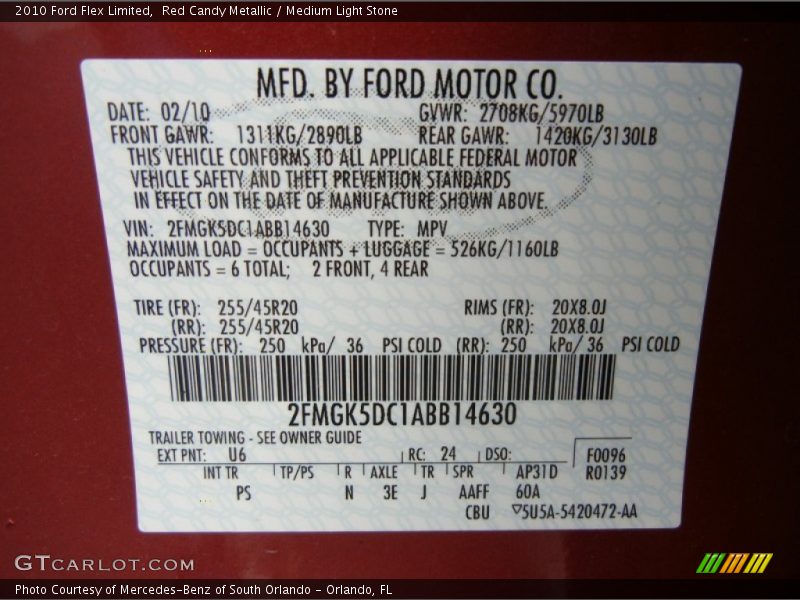 2010 Ford Flex Limited,  Red Candy Metallic / Medium Light Stone
MFD. BY FORD MOTOR CO.
DATE: 02/10 GVWR: 2708KG/5970LB
FRONT GAWR: 1311KG/2890LB REAR GAWR: 1420KG/3130LB
THIS VEHICLE CONFORMS TO ALL APPLICABLE FEDERAL MOTOR
VEHICLE SAFETY AND THEFT PREVENTION STANDARDS
IN EFFECT ON THE DATE OF MANUFACTURE SHOWN ABOVE.
VIN: 2FMGK5DC1ABB14630 TYPE: MPV
MAXIMUM LOAD = OCCUPANTS + LUGGAGE = 526KG/1160LB
OCCUPANTS = 6 TOTAL; 2 FRONT, 4 REAR
TIRE (FR): 255/45R20 RIMS (FR): 20X8.0J
(RR): 255/45R20 (RR): 20X8.0J
PRESSURE (FR): 250 kPa/ 36 PSI COLD (RR): 250 kPa/ 36 PSI COLD
2FMGK5DC1ABB14630
TRAILER TOWING - SEE OWNER GUIDE
EXT PNT: U6 RC: 24 DSO: F0096
INT TR TP/PS R AXLE TR SPR AP31D R0139
PS N 3E J AAFF 60A
CBU ▽5U5A-5420472-AA
GTCARLOT.COM
Photo Courtesy of Mercedes-Benz of South Orlando - Orlando, FL